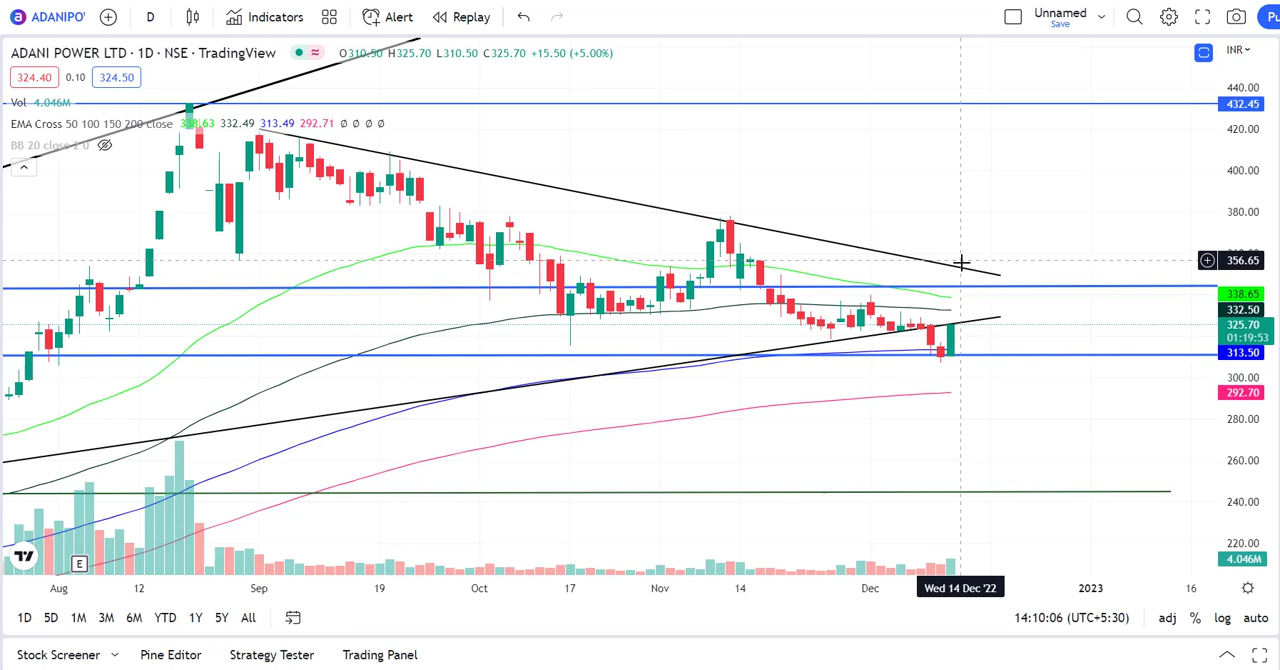 a ADANIPO' D Indicators Alert Replay Unnamed Save Pu
ADANI POWER LTD · 1D · NSE · TradingView O310.50 H325.70 L310.50 C325.70 +15.50 (+5.00%) INR
324.40 0.10 324.50
Vol 4.046M
EMA Cross 50 100 150 200 close 338.63 332.49 313.49 292.71 ∅ ∅ ∅ ∅
BB 20 close 2 0
440.00
432.45
420.00
400.00
380.00
356.65
338.65
332.50
325.70
01:19:53
313.50
300.00
292.70
280.00
260.00
240.00
220.00
4.046M
E
Aug 12 Sep 19 Oct 17 Nov 14 Dec Wed 14 Dec '22 2023 16
1D 5D 1M 3M 6M YTD 1Y 5Y All 14:10:06 (UTC+5:30) adj % log auto
Stock Screener Pine Editor Strategy Tester Trading Panel